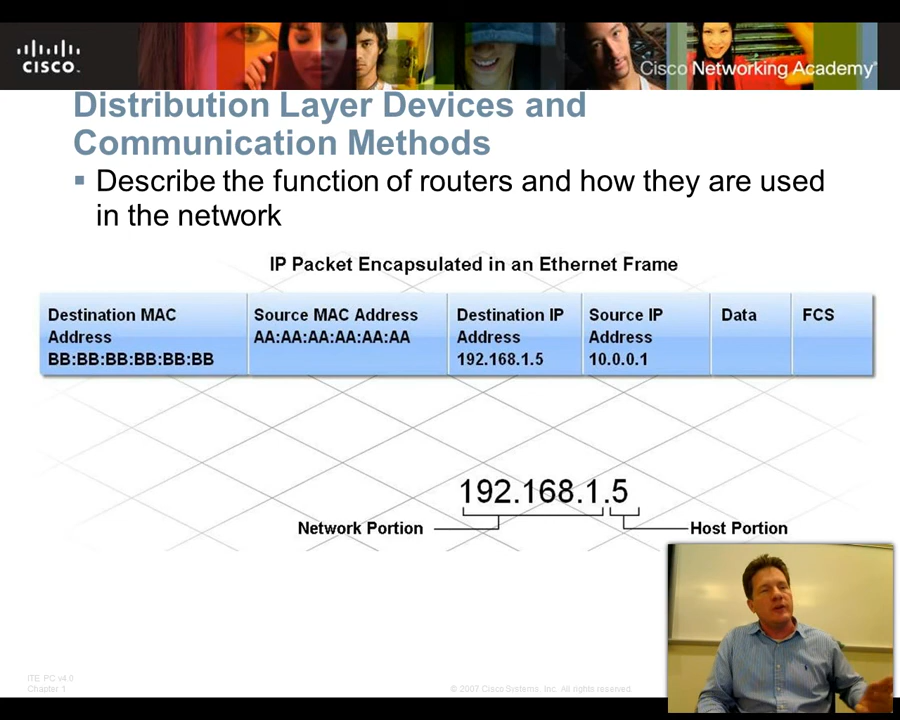 CISCO
Cisco Networking Academy
Distribution Layer Devices and
Communication Methods
Describe the function of routers and how they are used
in the network
IP Packet Encapsulated in an Ethernet Frame
Destination MAC
Address
BB:BB:BB:BB:BB:BB
Source MAC Address
AA:AA:AA:AA:AA:AA
Destination IP
Address
192.168.1.5
Source IP
Address
10.0.0.1
Data
FCS
192.168.1.5
Network Portion
Host Portion
ITE PC v4.0
Chapter 1
© 2007 Cisco Systems, Inc. All rights reserved.